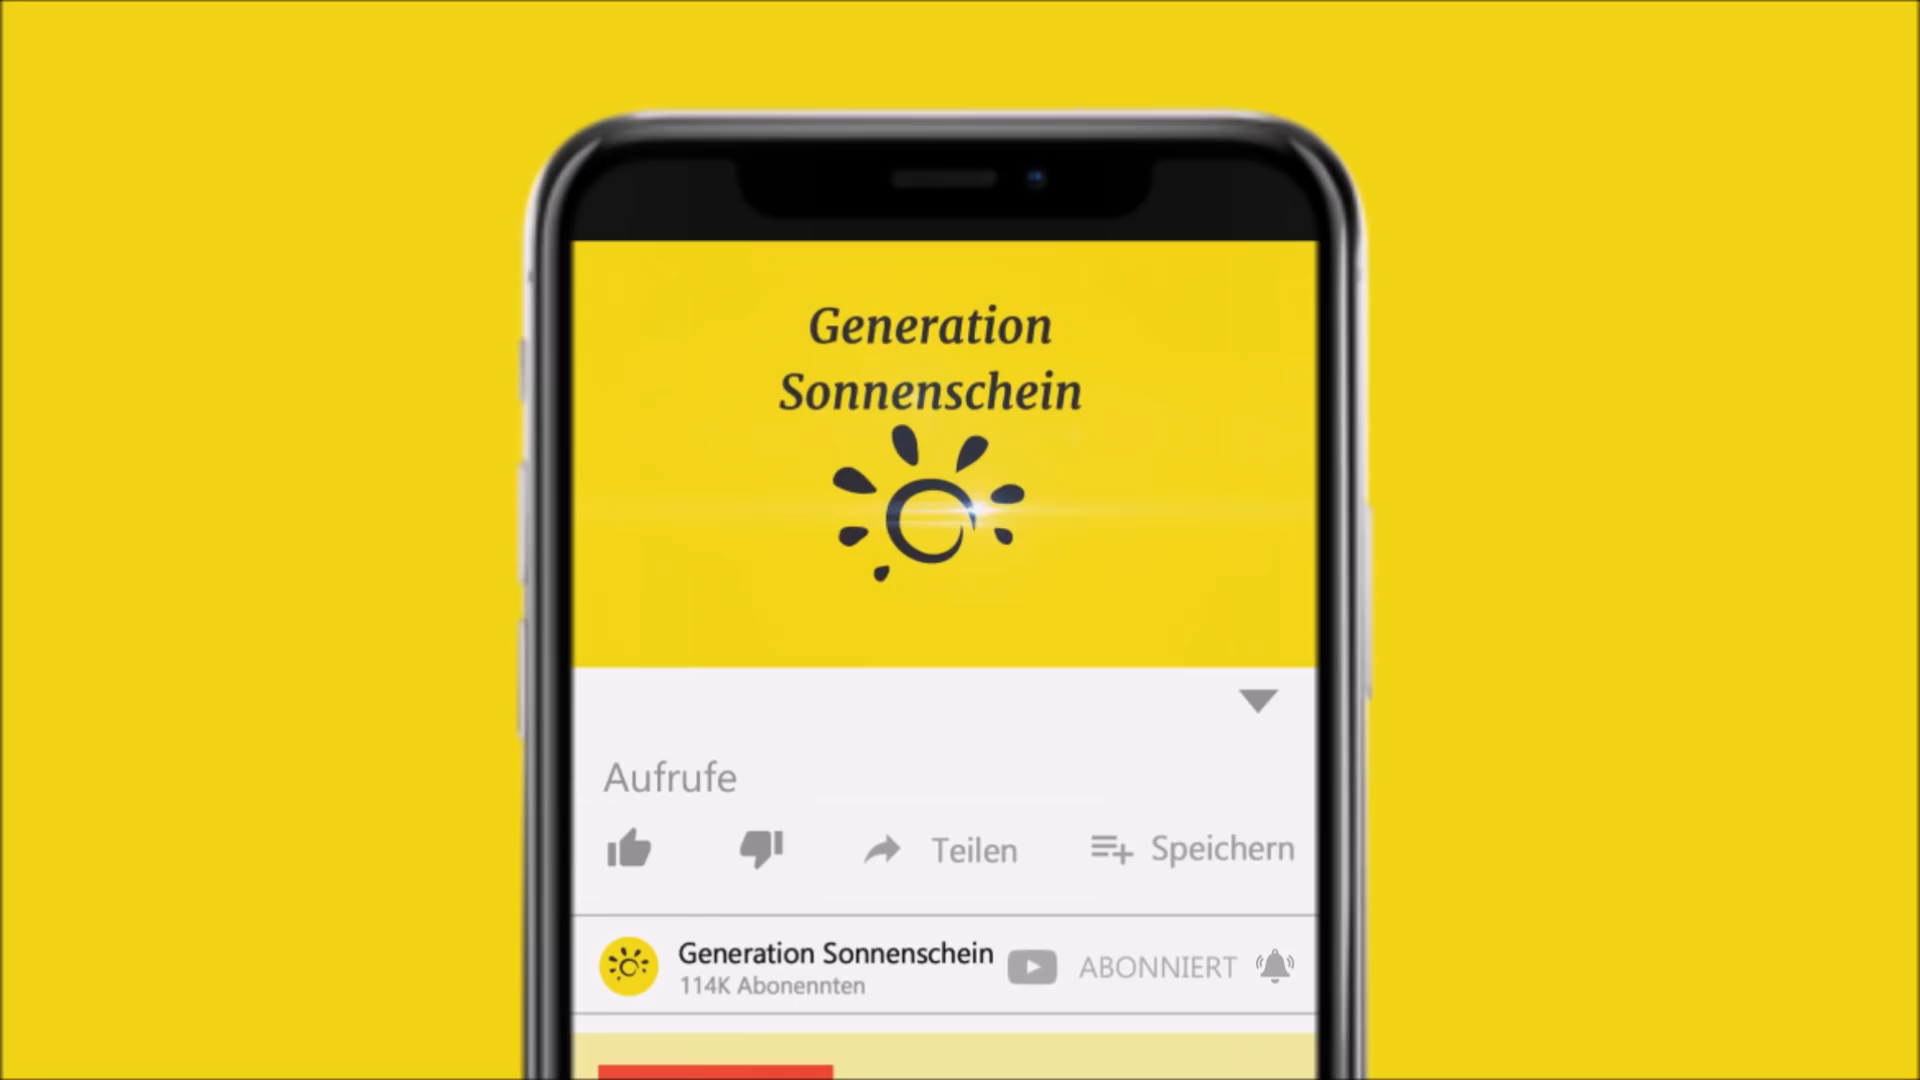 Generation
Sonnenschein
Aufrufe
Teilen
Speichern
Generation Sonnenschein
114K Abonennten
ABONNIERT